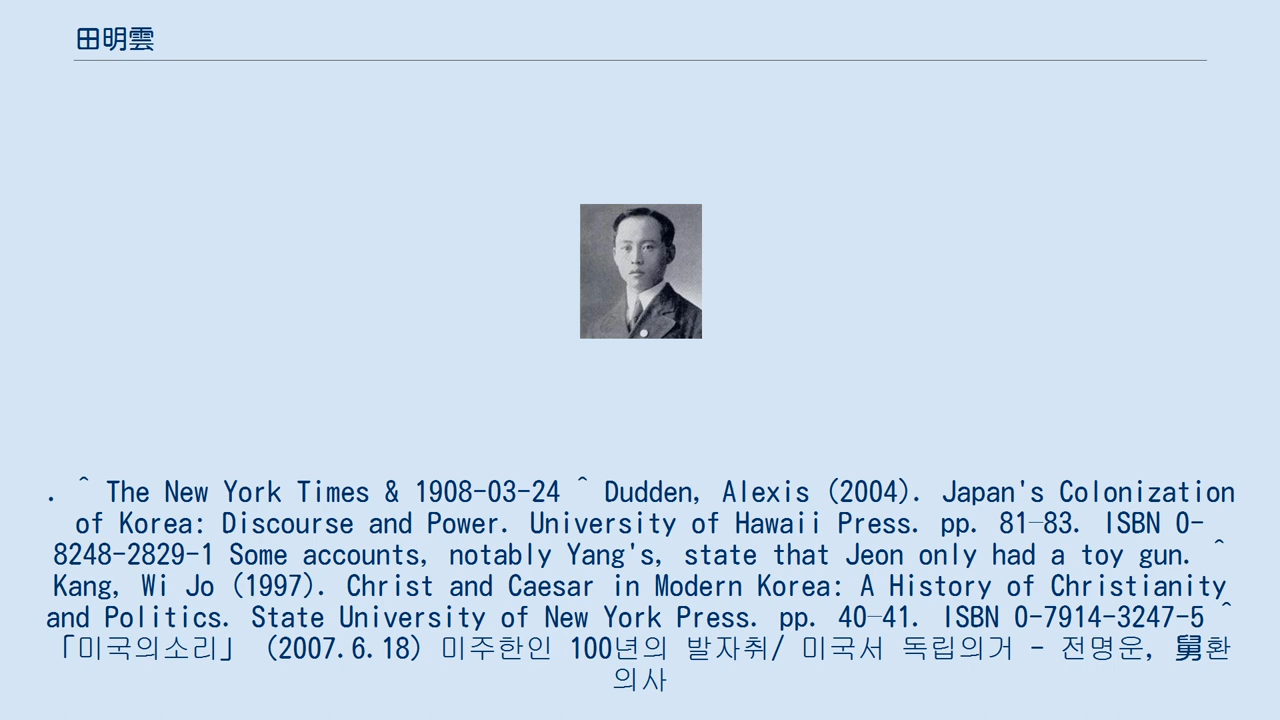 田明雲
. ^ The New York Times & 1908-03-24 ^ Dudden, Alexis (2004). Japan's Colonization
of Korea: Discourse and Power. University of Hawaii Press. pp. 81–83. ISBN 0-
8248-2829-1 Some accounts, notably Yang's, state that Jeon only had a toy gun. ^
Kang, Wi Jo (1997). Christ and Caesar in Modern Korea: A History of Christianity
and Politics. State University of New York Press. pp. 40–41. ISBN 0-7914-3247-5 ^
「미국의소리」 (2007.6.18) 미주한인 100년의 발자취/ 미국서 독립의거 - 전명운, 舅환
의사